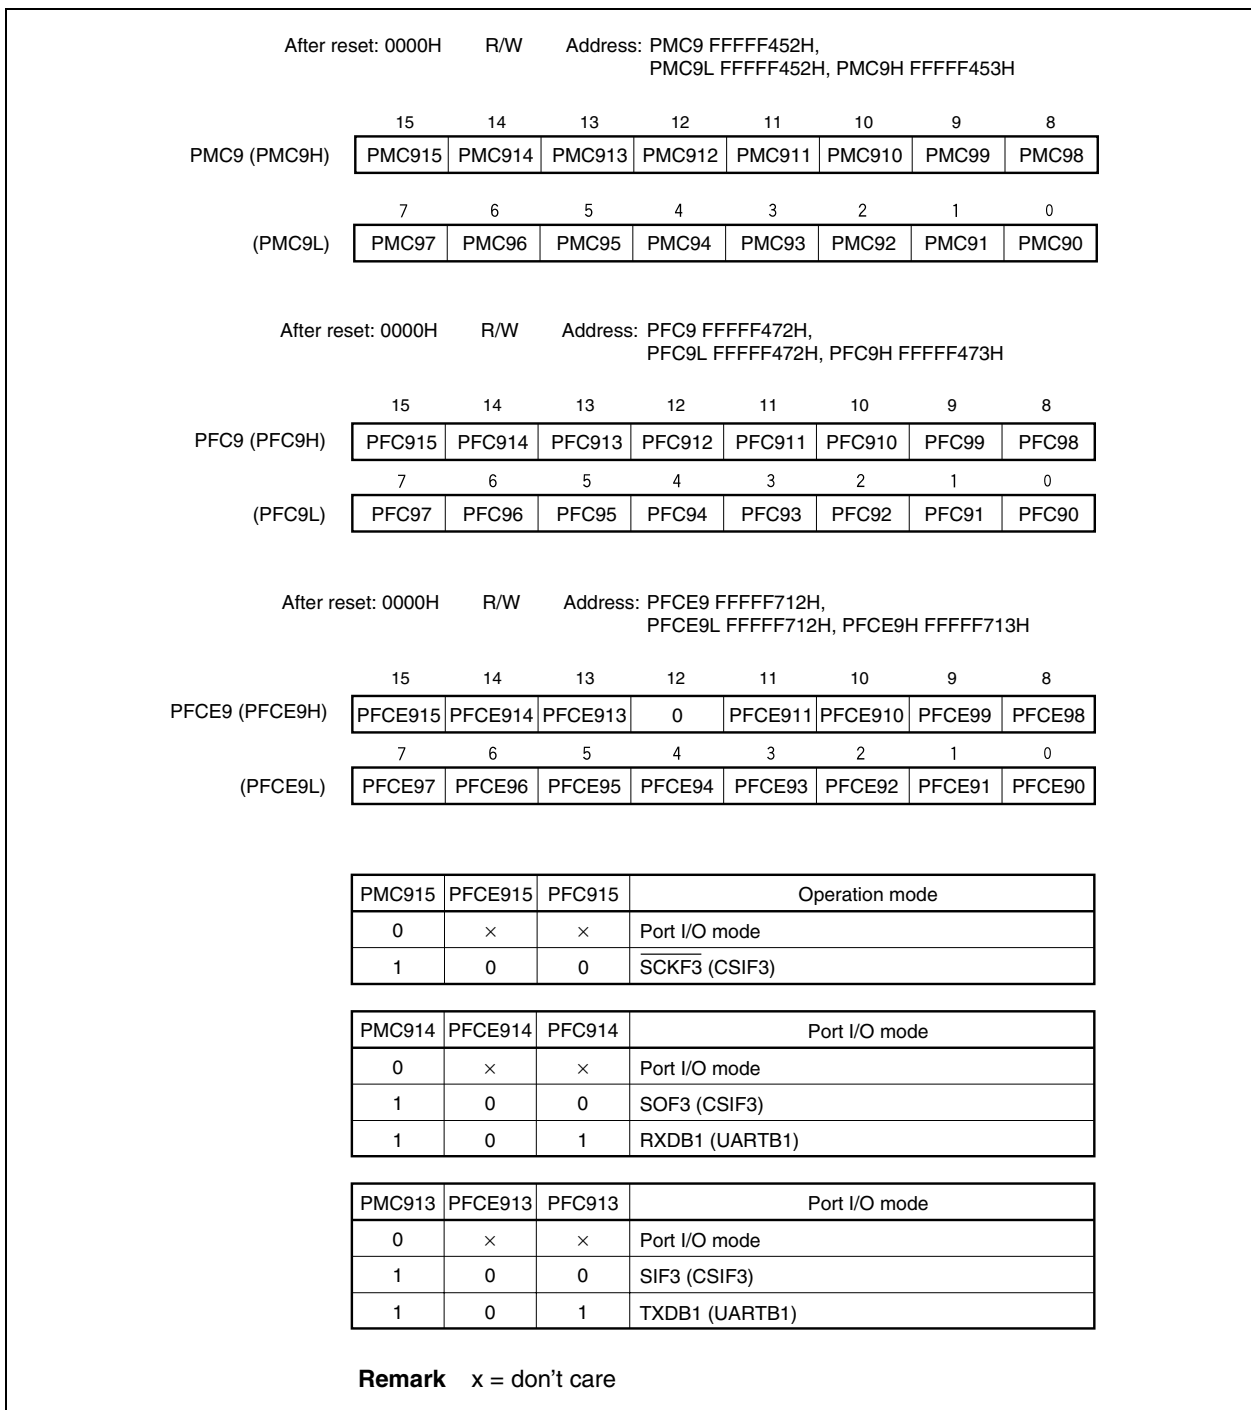 After reset: 0000H R/W Address: PMC9 FFFFF452H,
PMC9L FFFFF452H, PMC9H FFFFF453H
15 14 13 12 11 10 9 8
PMC9 (PMC9H) PMC915 PMC914 PMC913 PMC912 PMC911 PMC910 PMC99 PMC98
7 6 5 4 3 2 1 0
(PMC9L) PMC97 PMC96 PMC95 PMC94 PMC93 PMC92 PMC91 PMC90
After reset: 0000H R/W Address: PFC9 FFFFF472H,
PFC9L FFFFF472H, PFC9H FFFFF473H
15 14 13 12 11 10 9 8
PFC9 (PFC9H) PFC915 PFC914 PFC913 PFC912 PFC911 PFC910 PFC99 PFC98
7 6 5 4 3 2 1 0
(PFC9L) PFC97 PFC96 PFC95 PFC94 PFC93 PFC92 PFC91 PFC90
After reset: 0000H R/W Address: PFCE9 FFFFF712H,
PFCE9L FFFFF712H, PFCE9H FFFFF713H
15 14 13 12 11 10 9 8
PFCE9 (PFCE9H) PFCE915 PFCE914 PFCE913 0 PFCE911 PFCE910 PFCE99 PFCE98
7 6 5 4 3 2 1 0
(PFCE9L) PFCE97 PFCE96 PFCE95 PFCE94 PFCE93 PFCE92 PFCE91 PFCE90
PMC915 PFCE915 PFC915 Operation mode
0 × × Port I/O mode
1 0 0 S̅C̅K̅F̅3̅ (CSIF3)
PMC914 PFCE914 PFC914 Port I/O mode
0 × × Port I/O mode
1 0 0 SOF3 (CSIF3)
1 0 1 RXDB1 (UARTB1)
PMC913 PFCE913 PFC913 Port I/O mode
0 × × Port I/O mode
1 0 0 SIF3 (CSIF3)
1 0 1 TXDB1 (UARTB1)
Remark x = don't care